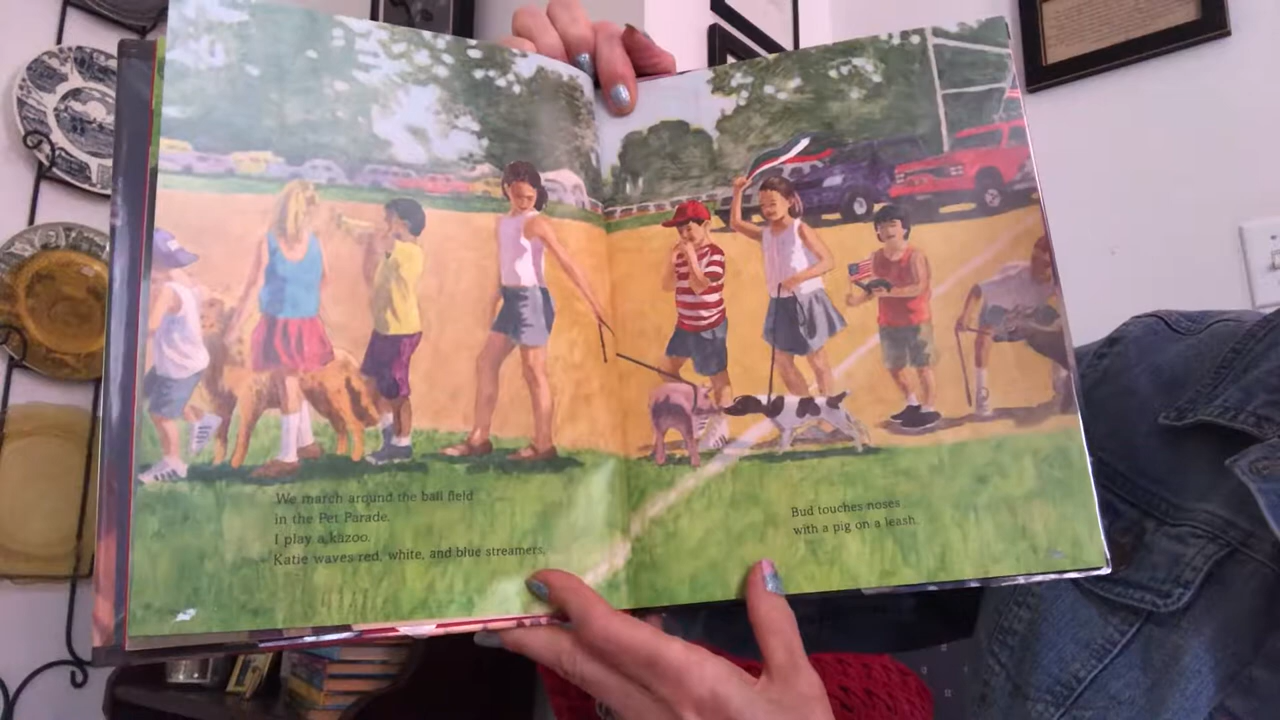 We march around the ball field
in the Pet Parade.
I play a kazoo.
Katie waves red, white, and blue streamers.
Bud touches noses
with a pig on a leash.